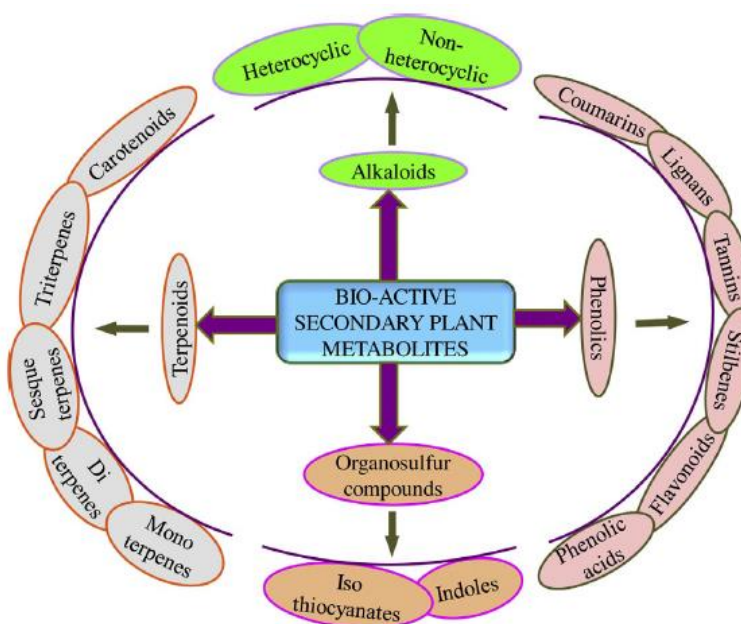 Heterocyclic
Non-
heterocyclic
Alkaloids
Carotenoids
Triterpenes
Sesque
terpenes
Di
terpenes
Mono
terpenes
Terpenoids
BIO-ACTIVE
SECONDARY PLANT
METABOLITES
Phenolics
Coumarins
Lignans
Tannins
Stilbenes
Flavonoids
Phenolic
acids
Organosulfur
compounds
Iso
thiocyanates
Indoles